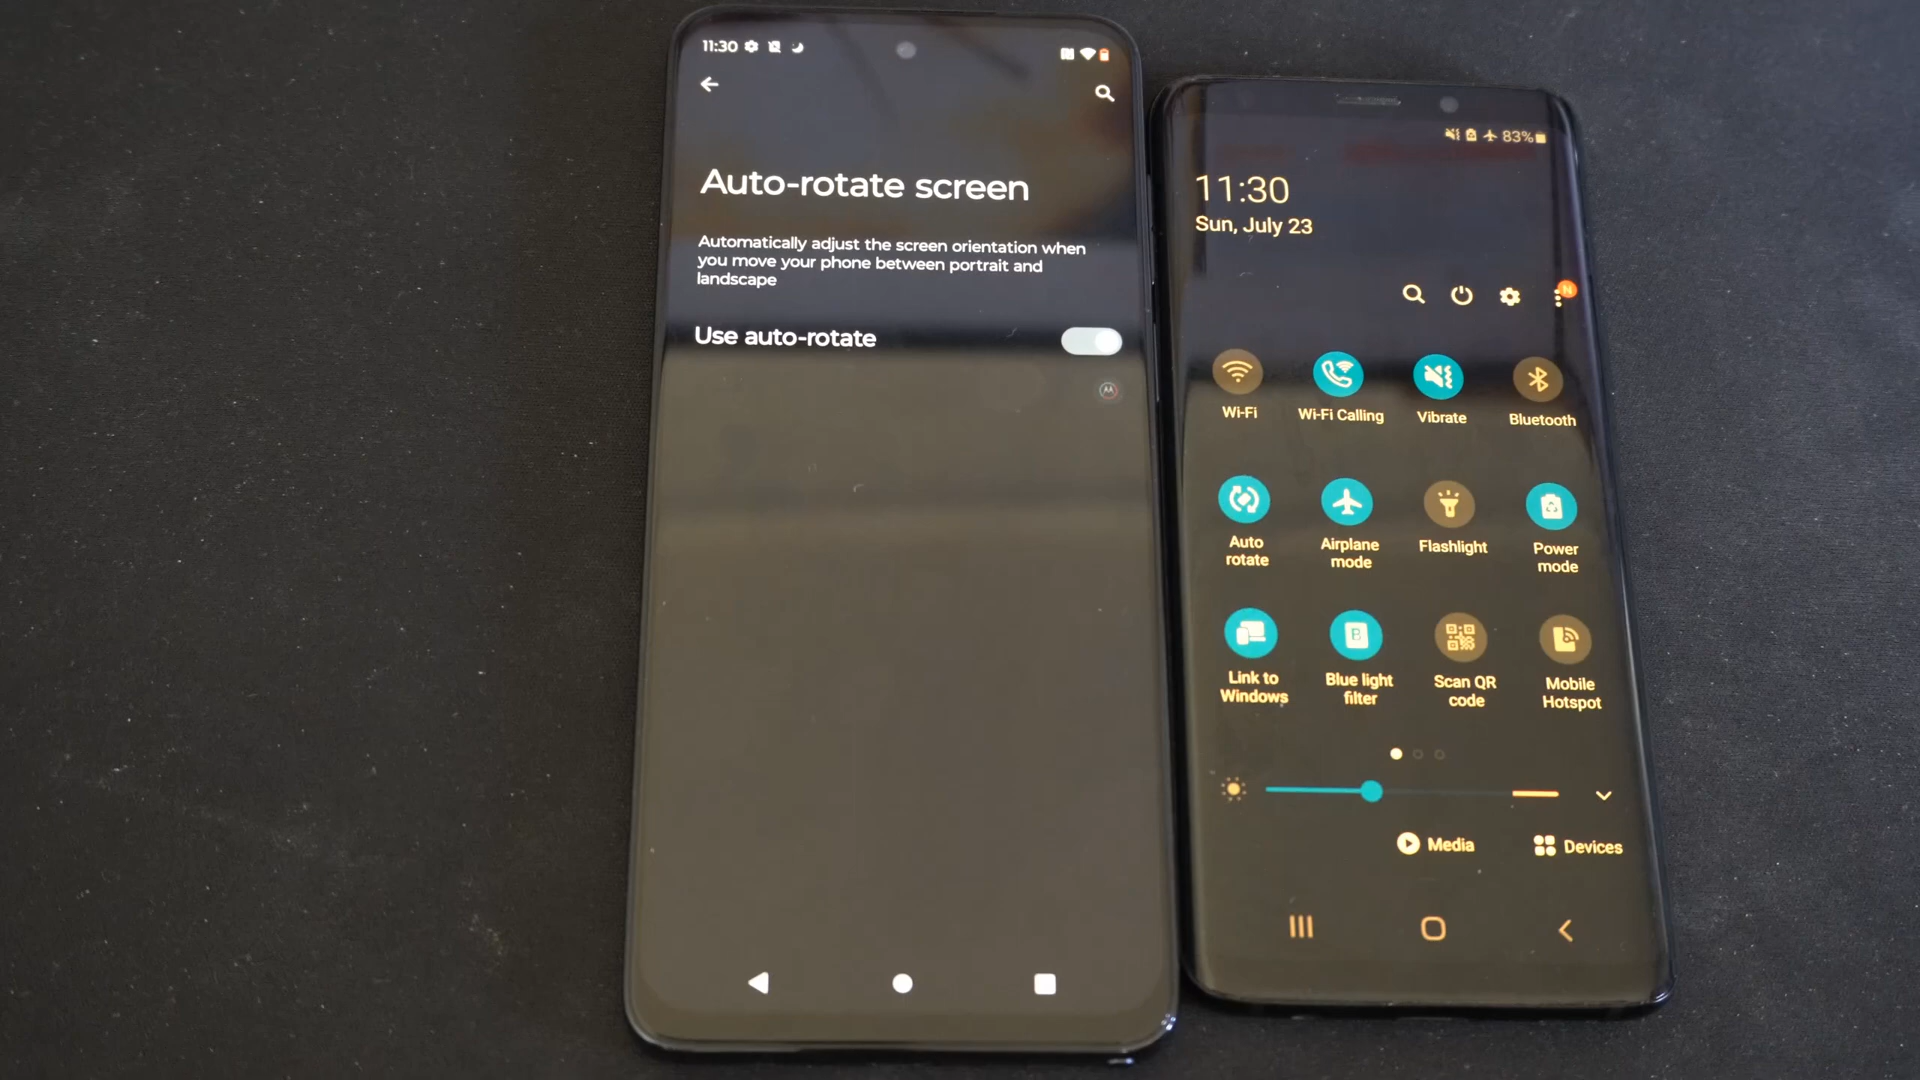 11:30
Auto-rotate screen
Automatically adjust the screen orientation when
you move your phone between portrait and
landscape
Use auto-rotate
83%
11:30
Sun, July 23
N
Wi-Fi
Wi-Fi Calling
Vibrate
Bluetooth
Auto
rotate
Airplane
mode
Flashlight
Power
mode
B
Link to
Windows
Blue light
filter
Scan QR
code
Mobile
Hotspot
Media
Devices